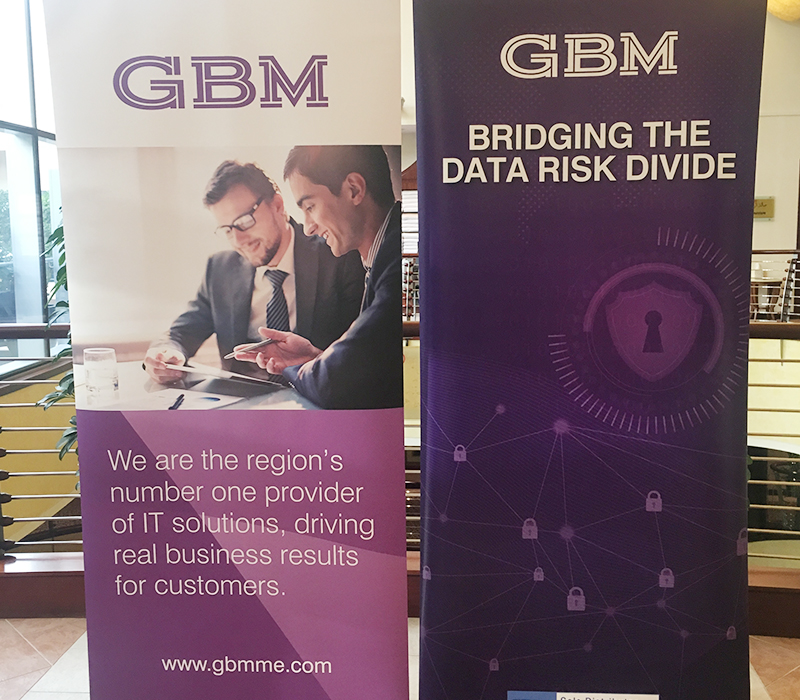 GBM
We are the region's
number one provider
of IT solutions, driving
real business results
for customers.
www.gbmme.com
GBM
BRIDGING THE
DATA RISK DIVIDE